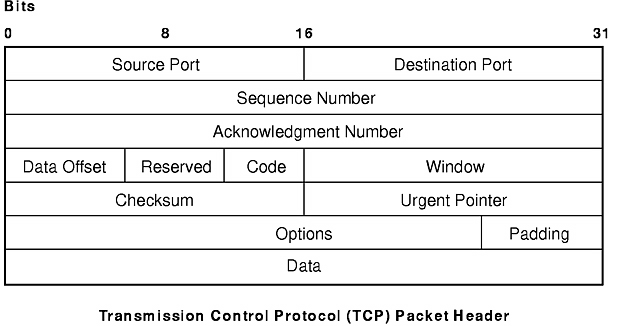 Bits
0 8 16 31
Source Port Destination Port
Sequence Number
Acknowledgment Number
Data Offset Reserved Code Window
Checksum Urgent Pointer
Options Padding
Data
Transmission Control Protocol (TCP) Packet Header